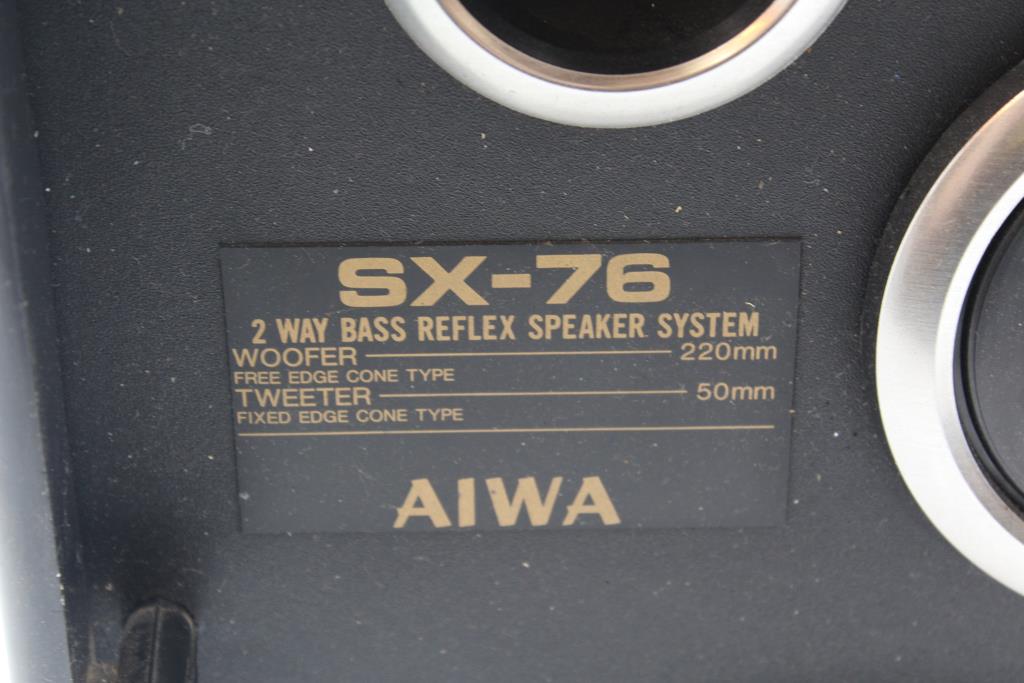 SX-76
2 WAY BASS REFLEX SPEAKER SYSTEM
WOOFER 220mm
FREE EDGE CONE TYPE
TWEETER 50mm
FIXED EDGE CONE TYPE
AIWA